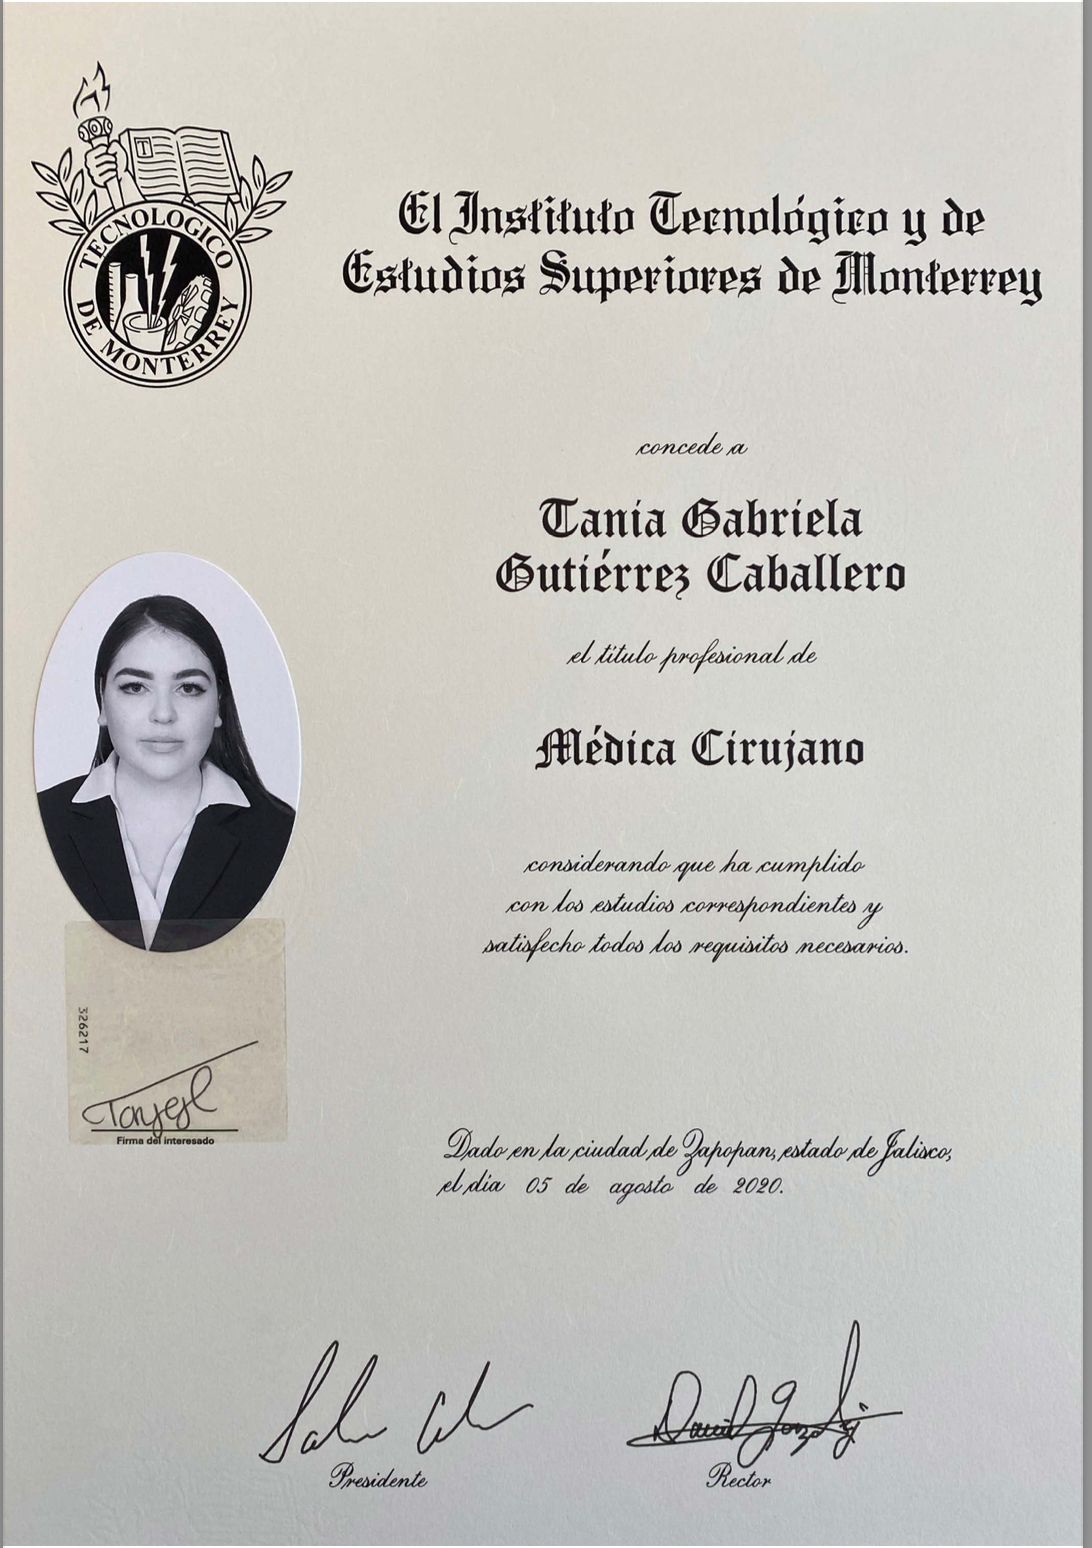 TECNOLOGICO
DE MONTERREY
T
El Instituto Tecnológico y de
Estudios Superiores de Monterrey
concede a
Tania Gabriela
Gutiérrez Caballero
el título profesional de
Médica Cirujano
considerando que ha cumplido
con los estudios correspondientes y
satisfecho todos los requisitos necesarios.
326217
Firma del interesado
Dado en la ciudad de Zapopan, estado de Jalisco,
el día 05 de agosto de 2020.
Presidente
Rector